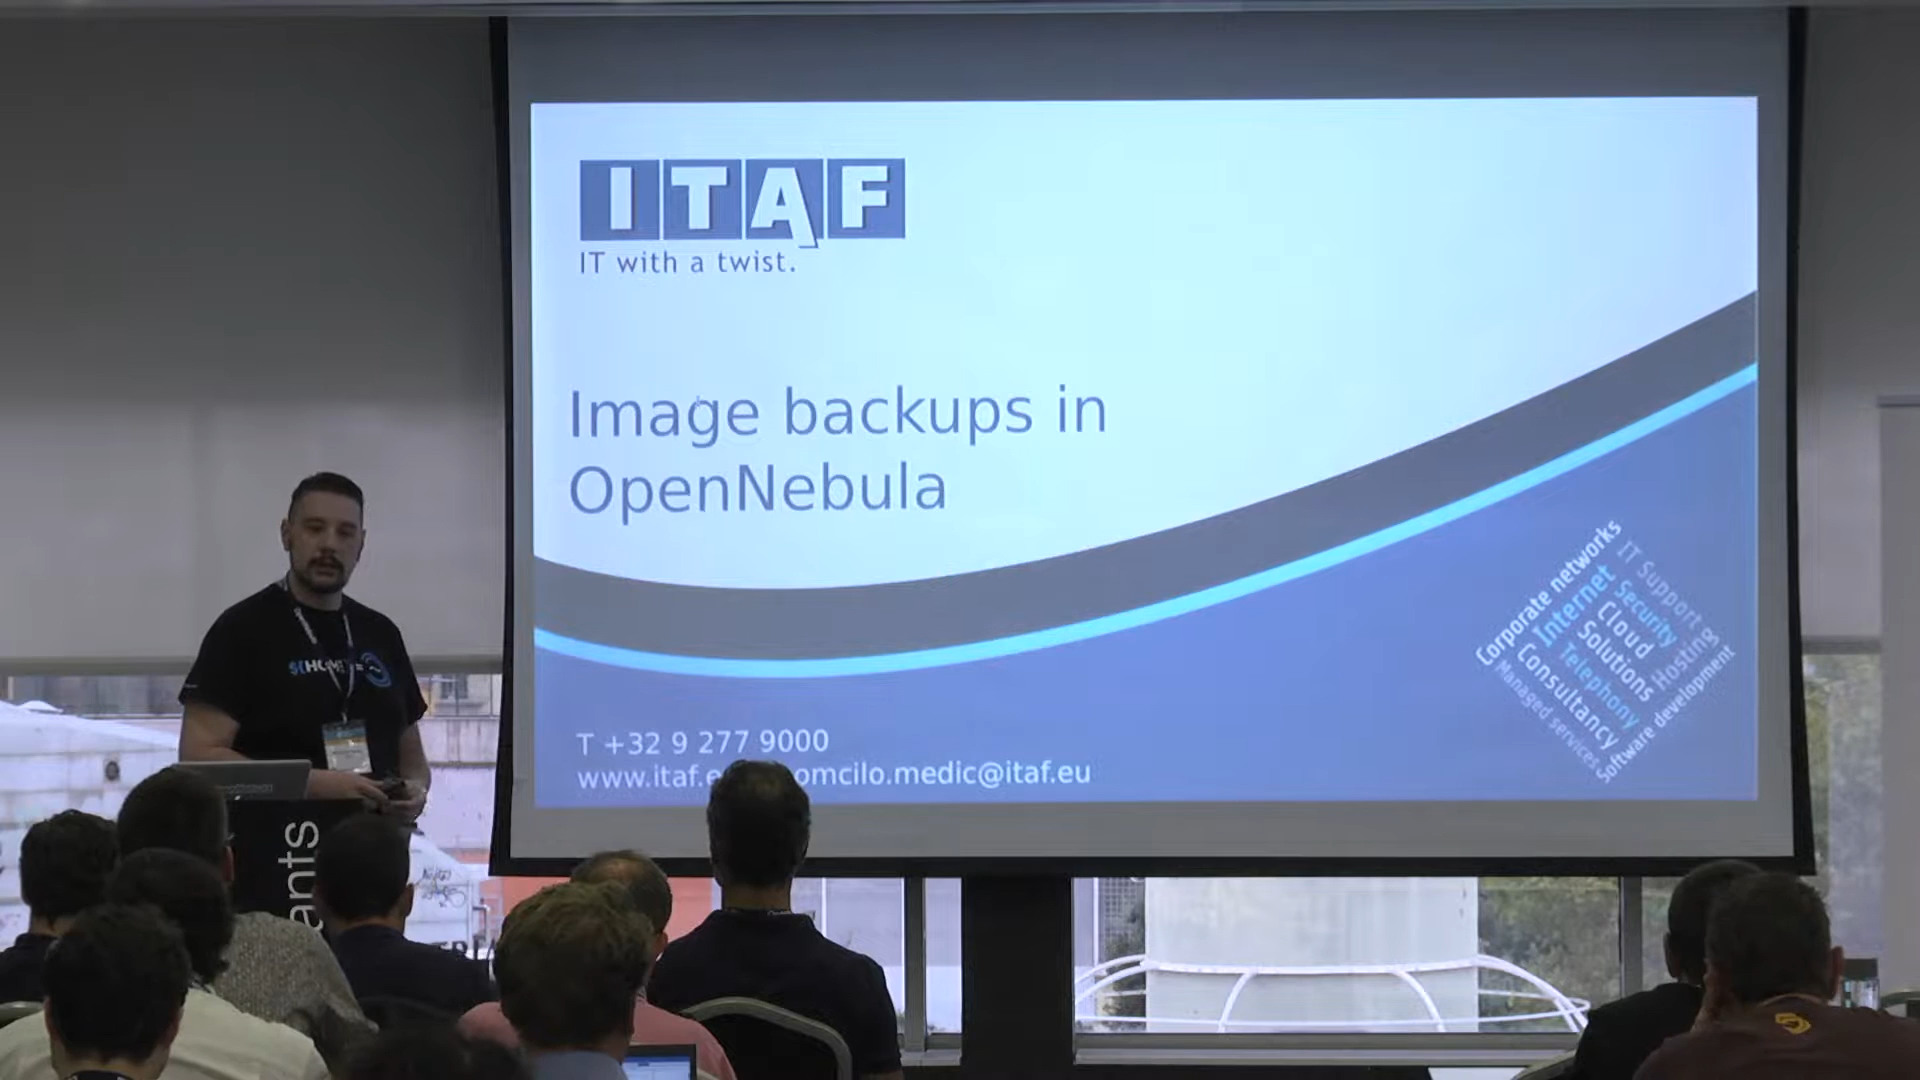 ITAF
IT with a twist.
Image backups in
OpenNebula
Corporate networks
IT Support
Internet
Security
Cloud
Solutions
Hosting
Telephony
Consultancy
Managed services
Software development
T +32 9 277 9000
www.itaf.e omcilo.medic@itaf.eu
ants